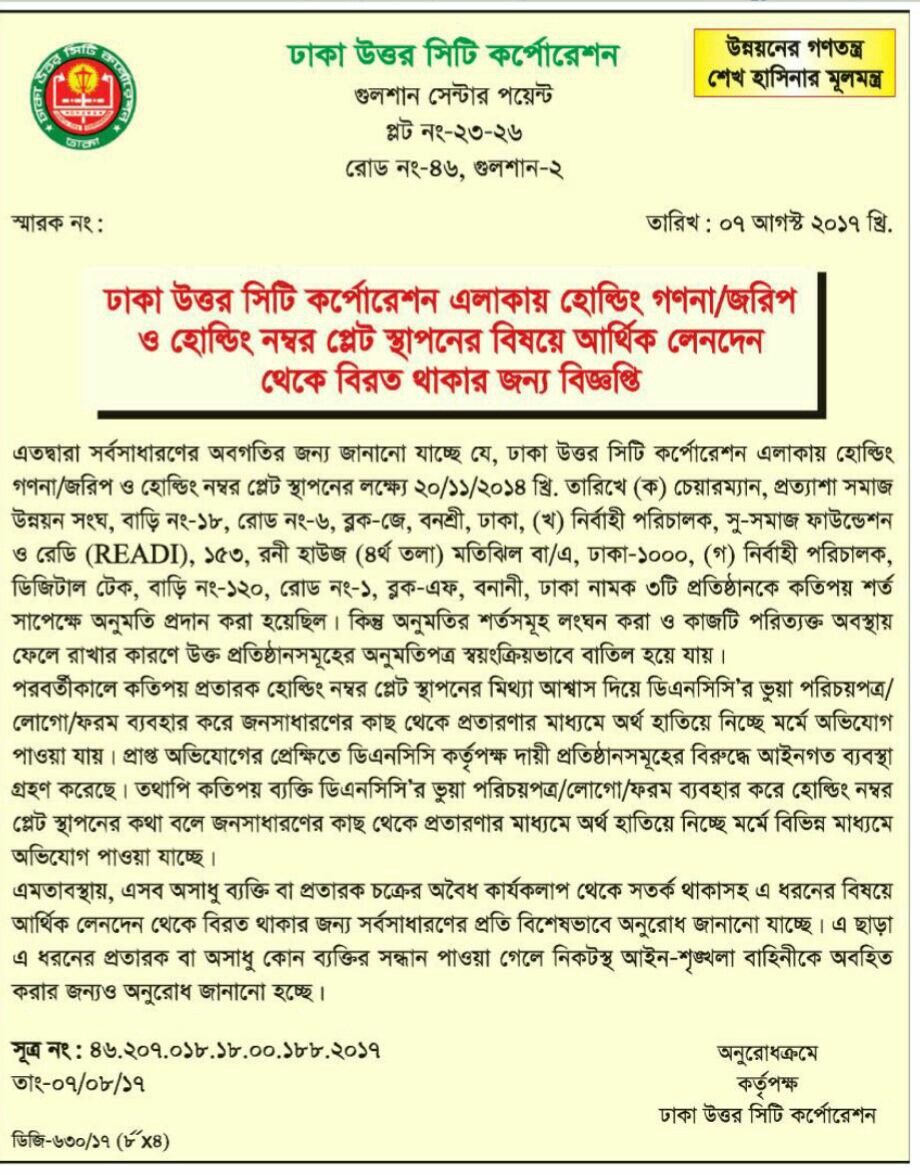 ঢাকা উত্তর সিটি কর্পোরেশন
ঢাকা
ঢাকা উত্তর সিটি কর্পোরেশন
গুলশান সেন্টার পয়েন্ট
প্লট নং-২৩-২৬
রোড নং-৪৬, গুলশান-২
উন্নয়নের গণতন্ত্র
শেখ হাসিনার মূলমন্ত্র
স্মারক নং :
তারিখ : ০৭ আগস্ট ২০১৭ খ্রি.
ঢাকা উত্তর সিটি কর্পোরেশন এলাকায় হোল্ডিং গণনা/জরিপ
ও হোল্ডিং নম্বর প্লেট স্থাপনের বিষয়ে আর্থিক লেনদেন
থেকে বিরত থাকার জন্য বিজ্ঞপ্তি
এতদ্বারা সর্বসাধারণের অবগতির জন্য জানানো যাচ্ছে যে, ঢাকা উত্তর সিটি কর্পোরেশন এলাকায় হোল্ডিং
গণনা/জরিপ ও হোল্ডিং নম্বর প্লেট স্থাপনের লক্ষ্যে ২০/১১/২০১৪ খ্রি. তারিখে (ক) চেয়ারম্যান, প্রত্যাশা সমাজ
উন্নয়ন সংঘ, বাড়ি নং-১৮, রোড নং-৬, ব্লক-জে, বনশ্রী, ঢাকা, (খ) নির্বাহী পরিচালক, সু-সমাজ ফাউন্ডেশন
ও রেডি (READI), ১৫৩, রনী হাউজ (৪র্থ তলা) মতিঝিল বা/এ, ঢাকা-১০০০, (গ) নির্বাহী পরিচালক,
ডিজিটাল টেক, বাড়ি নং-১২০, রোড নং-১, ব্লক-এফ, বনানী, ঢাকা নামক ৩টি প্রতিষ্ঠানকে কতিপয় শর্ত
সাপেক্ষে অনুমতি প্রদান করা হয়েছিল। কিন্তু অনুমতির শর্তসমূহ লংঘন করা ও কাজটি পরিত্যক্ত অবস্থায়
ফেলে রাখার কারণে উক্ত প্রতিষ্ঠানসমূহের অনুমতিপত্র স্বয়ংক্রিয়ভাবে বাতিল হয়ে যায়।
পরবর্তীকালে কতিপয় প্রতারক হোল্ডিং নম্বর প্লেট স্থাপনের মিথ্যা আশ্বাস দিয়ে ডিএনসিসি’র ভুয়া পরিচয়পত্র/
লোগো/ফরম ব্যবহার করে জনসাধারণের কাছ থেকে প্রতারণার মাধ্যমে অর্থ হাতিয়ে নিচ্ছে মর্মে অভিযোগ
পাওয়া যায়। প্রাপ্ত অভিযোগের প্রেক্ষিতে ডিএনসিসি কর্তৃপক্ষ দায়ী প্রতিষ্ঠানসমূহের বিরুদ্ধে আইনগত ব্যবস্থা
গ্রহণ করেছে। তথাপি কতিপয় ব্যক্তি ডিএনসিসি’র ভুয়া পরিচয়পত্র/লোগো/ফরম ব্যবহার করে হোল্ডিং নম্বর
প্লেট স্থাপনের কথা বলে জনসাধারণের কাছ থেকে প্রতারণার মাধ্যমে অর্থ হাতিয়ে নিচ্ছে মর্মে বিভিন্ন মাধ্যমে
অভিযোগ পাওয়া যাচ্ছে।
এমতাবস্থায়, এসব অসাধু ব্যক্তি বা প্রতারক চক্রের অবৈধ কার্যকলাপ থেকে সতর্ক থাকাসহ এ ধরনের বিষয়ে
আর্থিক লেনদেন থেকে বিরত থাকার জন্য সর্বসাধারণের প্রতি বিশেষভাবে অনুরোধ জানানো যাচ্ছে। এ ছাড়া
এ ধরনের প্রতারক বা অসাধু কোন ব্যক্তির সন্ধান পাওয়া গেলে নিকটস্থ আইন-শৃঙ্খলা বাহিনীকে অবহিত
করার জন্যও অনুরোধ জানানো হচ্ছে।
সূত্র নং : ৪৬.২০৭.০১৮.১৮.০০.১৮৮.২০১৭
তাং-০৭/০৮/১৭
অনুরোধক্রমে
কর্তৃপক্ষ
ঢাকা উত্তর সিটি কর্পোরেশন
ডিজি-৬৩০/১৭ (৮˝x৪)